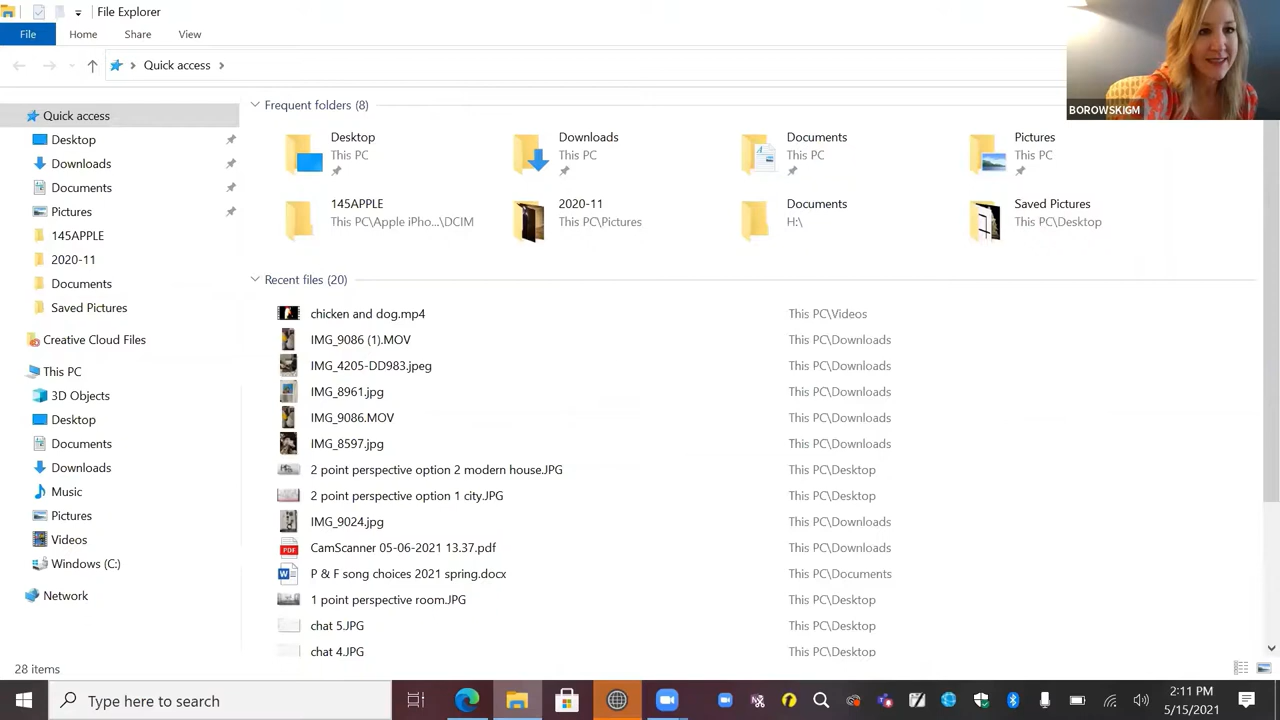 File Explorer
File Home Share View
Quick access
BOROWSKIGM
Quick access
Desktop
Downloads
Documents
Pictures
145APPLE
2020-11
Documents
Saved Pictures
Creative Cloud Files
This PC
3D Objects
Desktop
Documents
Downloads
Music
Pictures
Videos
Windows (C:)
Network
Frequent folders (8)
Desktop
This PC
Downloads
This PC
Documents
This PC
Pictures
This PC
145APPLE
This PC\Apple iPho...\DCIM
2020-11
This PC\Pictures
Documents
H:\
Saved Pictures
This PC\Desktop
Recent files (20)
chicken and dog.mp4 This PC\Videos
IMG_9086 (1).MOV This PC\Downloads
IMG_4205-DD983.jpeg This PC\Downloads
IMG_8961.jpg This PC\Downloads
IMG_9086.MOV This PC\Downloads
IMG_8597.jpg This PC\Downloads
2 point perspective option 2 modern house.JPG This PC\Desktop
2 point perspective option 1 city.JPG This PC\Desktop
IMG_9024.jpg This PC\Downloads
PDF CamScanner 05-06-2021 13.37.pdf This PC\Downloads
P & F song choices 2021 spring.docx This PC\Documents
1 point perspective room.JPG This PC\Desktop
chat 5.JPG This PC\Desktop
chat 4.JPG This PC\Desktop
28 items
Type here to search
2:11 PM
5/15/2021